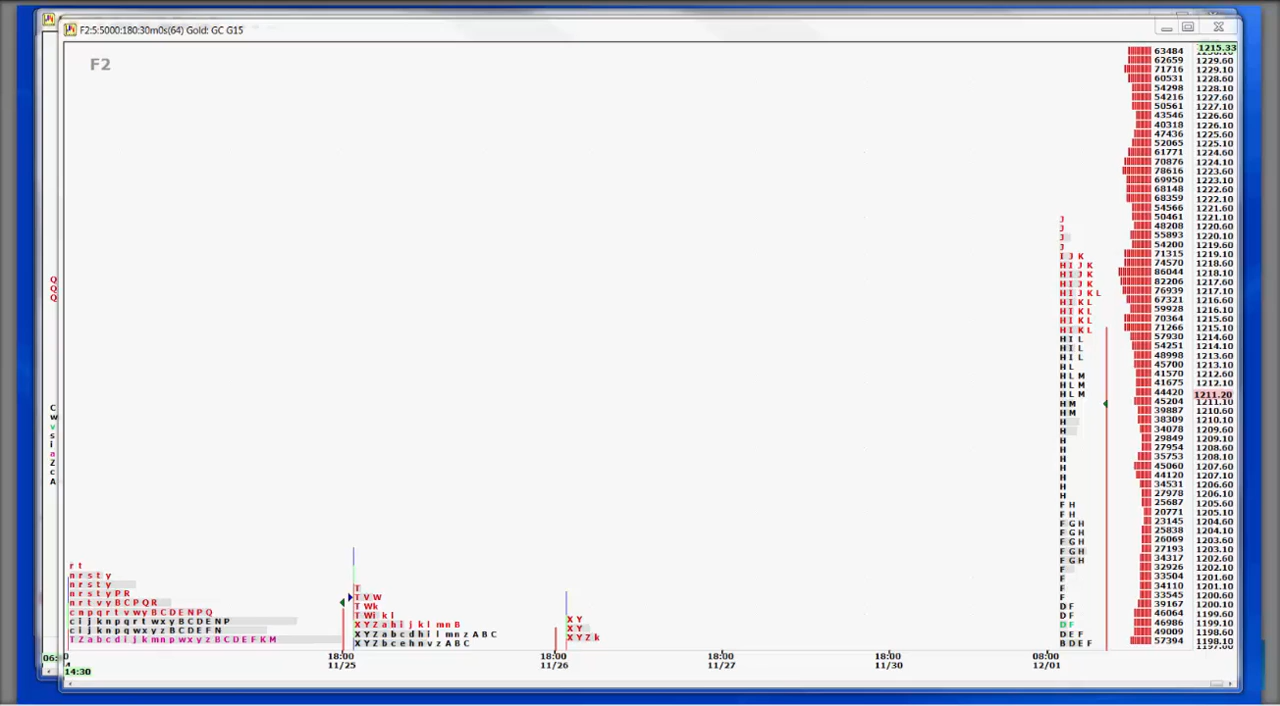 F2:5:5000:180:30m0s(64) Gold: GC G15
F2
1215.33
63484
62659 1229.60
71716 1229.10
60531 1228.60
54298 1228.10
54216 1227.60
50561 1227.10
43546 1226.60
40318 1226.10
47436 1225.60
52065 1225.10
61771 1224.60
70876 1224.10
78616 1223.60
69950 1223.10
68148 1222.60
68359 1222.10
54566 1221.60
J 50461 1221.10
J 48208 1220.60
J 55893 1220.10
J 54200 1219.60
I J K 71315 1219.10
H I J K 74570 1218.60
H I J K 86044 1218.10
Q H I J K 82206 1217.60
Q H I J K L 76939 1217.10
Q H I K L 67321 1216.60
H I K L 59928 1216.10
H I K L 70364 1215.60
H I K L 71266 1215.10
H I L 57930 1214.60
H I L 54251 1214.10
H I L 48998 1213.60
H L 45700 1213.10
H L M 41570 1212.60
H L M 41675 1212.10
H L M 44420 1211.20
C H M 45204 1211.10
w H M 39887 1210.60
v H 38309 1210.10
s H 34078 1209.60
i H 29849 1209.10
a H 27954 1208.60
Z H 35753 1208.10
c H 45060 1207.60
A H 44120 1207.10
H 34531 1206.60
H 27978 1206.10
F H 25687 1205.60
F H 20771 1205.10
F G H 23145 1204.60
F G H 25838 1204.10
F G H 26069 1203.60
F G H 27193 1203.10
F G H 34317 1202.60
r t F 32926 1202.10
n r s t y F 33504 1201.60
n r s t y T F 34110 1201.10
n r s t y P R T V W F 33545 1200.60
n r t v y B C P Q R T W k D F 39167 1200.10
c n p q r t v w y B C D E N P Q T W i k l X Y D F 46064 1199.60
c i j k n p q r t w x y B C D E N P X Y Z a h i j k l m n B X Y D F 46986 1199.10
c i j k n p q w x y z B C D E F N X Y Z a b c d h i l m n z A B C X Y Z k D E F 49009 1198.60
T Z a b c d i j k m n p w x y z B C D E F K M X Y Z b c e h n v z A B C B D E F 57394 1198.10
18:00 18:00 18:00 18:00 08:00
11/25 11/26 11/27 11/30 12/01
14:30